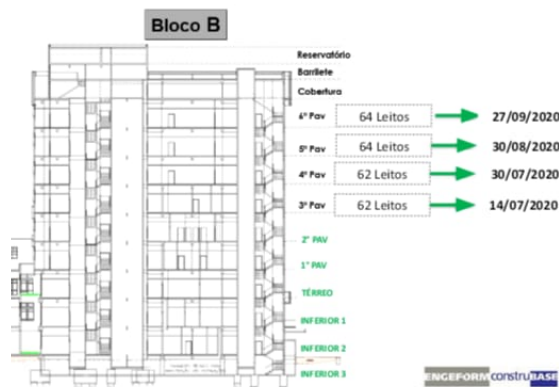 Bloco B
Reservatório
Barrilete
Cobertura
6º Pav 64 Leitos 27/09/2020
5º Pav 64 Leitos 30/08/2020
4º Pav 62 Leitos 30/07/2020
3º Pav 62 Leitos 14/07/2020
2º PAV
1º PAV
TÉRREO
INFERIOR 1
INFERIOR 2
INFERIOR 3
ENGEFORM construBASE